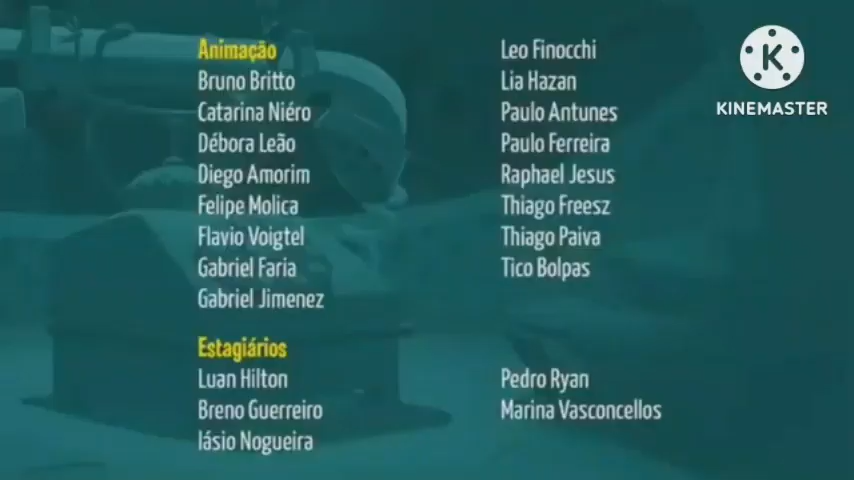 Animação
Bruno Britto
Catarina Niéro
Débora Leão
Diego Amorim
Felipe Molica
Flavio Voigtel
Gabriel Faria
Gabriel Jimenez
Leo Finocchi
Lia Hazan
Paulo Antunes
Paulo Ferreira
Raphael Jesus
Thiago Freesz
Thiago Paiva
Tico Bolpas
Estagiários
Luan Hilton
Breno Guerreiro
Iásio Nogueira
Pedro Ryan
Marina Vasconcellos
K
KINEMASTER